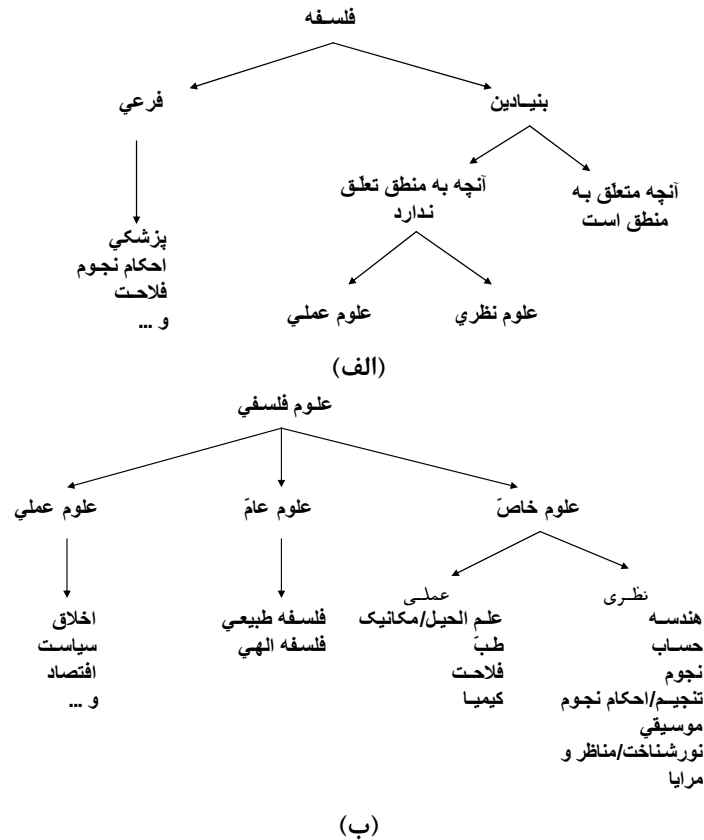 فلسفه
بنيادين
فرعي
آنچه متعلّق به
منطق است
آنچه به منطق تعلّق
ندارد
پزشكي
احكام نجوم
فلاحت
و ...
علوم نظري
علوم عملي
(الف)
علوم فلسفي
علوم خاصّ
علوم عامّ
علوم عملي
نظری
هندسه
حساب
نجوم
تنجيم/احكام نجوم
موسيقي
نورشناخت/مناظر و
مرايا
عملی
علم الحيل/مكانيک
طبّ
فلاحت
كيميا
فلسفه طبيعي
فلسفه الهي
اخلاق
سياست
افتصاد
و ...
(ب)